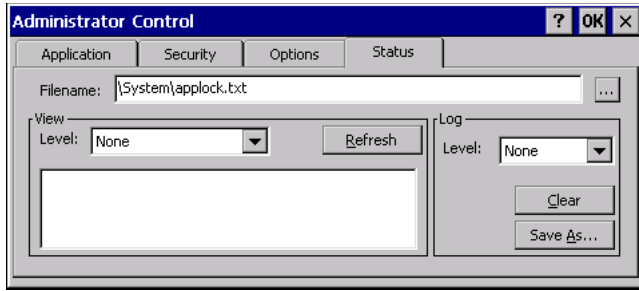 Administrator Control ? OK ×
Application Security Options Status
Filename: \System\applock.txt ...
View Log
Level: None Refresh Level: None
Clear
Save As...